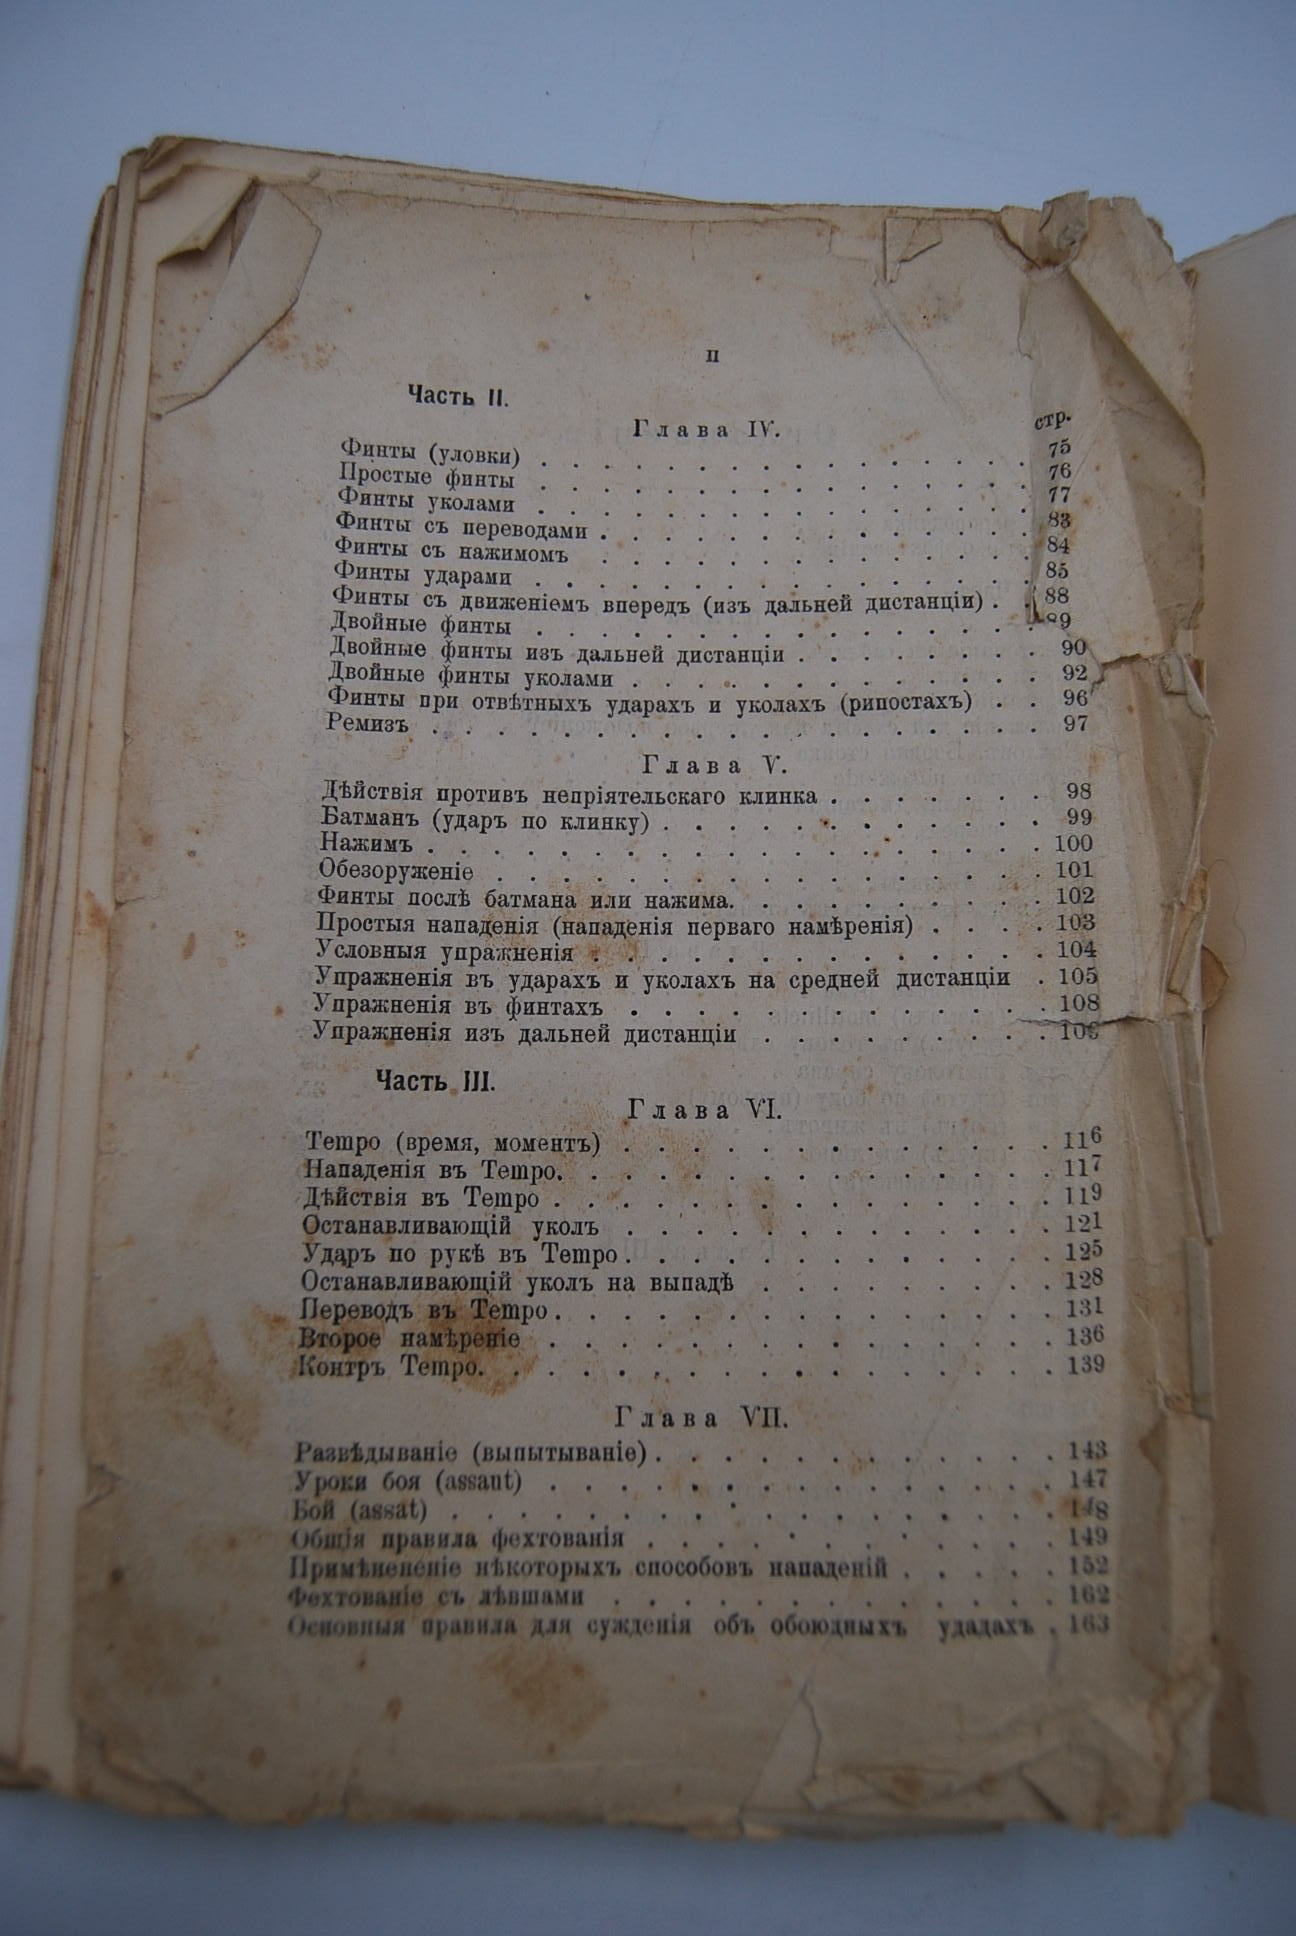 п
Часть II.
Глава IV.
стр.
Финты (уловки) . . . . . . . . . . . . . . . . 75
Простые финты . . . . . . . . . . . . . . . . 76
Финты уколами . . . . . . . . . . . . . . . . 77
Финты съ переводами . . . . . . . . . . . . . . 83
Финты съ нажимомъ . . . . . . . . . . . . . . 84
Финты ударами . . . . . . . . . . . . . . . . 85
Финты съ движеніемъ впередъ (изъ дальней дистанціи) . . 88
Двойные финты . . . . . . . . . . . . . . . . 89
Двойные финты изъ дальней дистанціи . . . . . . . . 90
Двойные финты уколами . . . . . . . . . . . . . 92
Финты при отвѣтныхъ ударахъ и уколахъ (рипостахъ) . . 96
Ремизъ . . . . . . . . . . . . . . . . . . . 97
Глава V.
Дѣйствія противъ непріятельскаго клинка . . . . . . . 98
Батманъ (ударъ по клинку) . . . . . . . . . . . . 99
Нажимъ . . . . . . . . . . . . . . . . . . . 100
Обезоруженіе . . . . . . . . . . . . . . . . . 101
Финты послѣ батмана или нажима. . . . . . . . . . 102
Простыя нападенія (нападенія перваго намѣренія) . . . . 103
Условныя упражненія . . . . . . . . . . . . . . 104
Упражненія въ ударахъ и уколахъ на средней дистанціи . 105
Упражненія въ финтахъ . . . . . . . . . . . . . 108
Упражненія изъ дальней дистанціи . . . . . . . . .
Часть III.
Глава VI.
Tempo (время, моментъ) . . . . . . . . . . . . . 116
Нападенія въ Tempo. . . . . . . . . . . . . . . 117
Дѣйствія въ Tempo . . . . . . . . . . . . . . . 119
Останавливающій уколъ . . . . . . . . . . . . . 121
Ударъ по рукѣ въ Tempo . . . . . . . . . . . . . 125
Останавливающій уколъ на выпадѣ . . . . . . . . . 128
Переводъ въ Tempo . . . . . . . . . . . . . . . 131
Второе намѣреніе . . . . . . . . . . . . . . . 136
Контръ Tempo. . . . . . . . . . . . . . . . . 139
Глава VII.
Развѣдываніе (выпытываніе) . . . . . . . . . . . . 143
Уроки боя (assaut) . . . . . . . . . . . . . . . 147
Бой (assat) . . . . . . . . . . . . . . . . . . 148
Общія правила фехтованія . . . . . . . . . . . . 149
Примѣнененіе нѣкоторыхъ способовъ нападеній . . . . . 152
Фехтованіе съ лѣвшами . . . . . . . . . . . . . 162
Основныя правила для сужденія объ обоюдныхъ удадахъ . 163